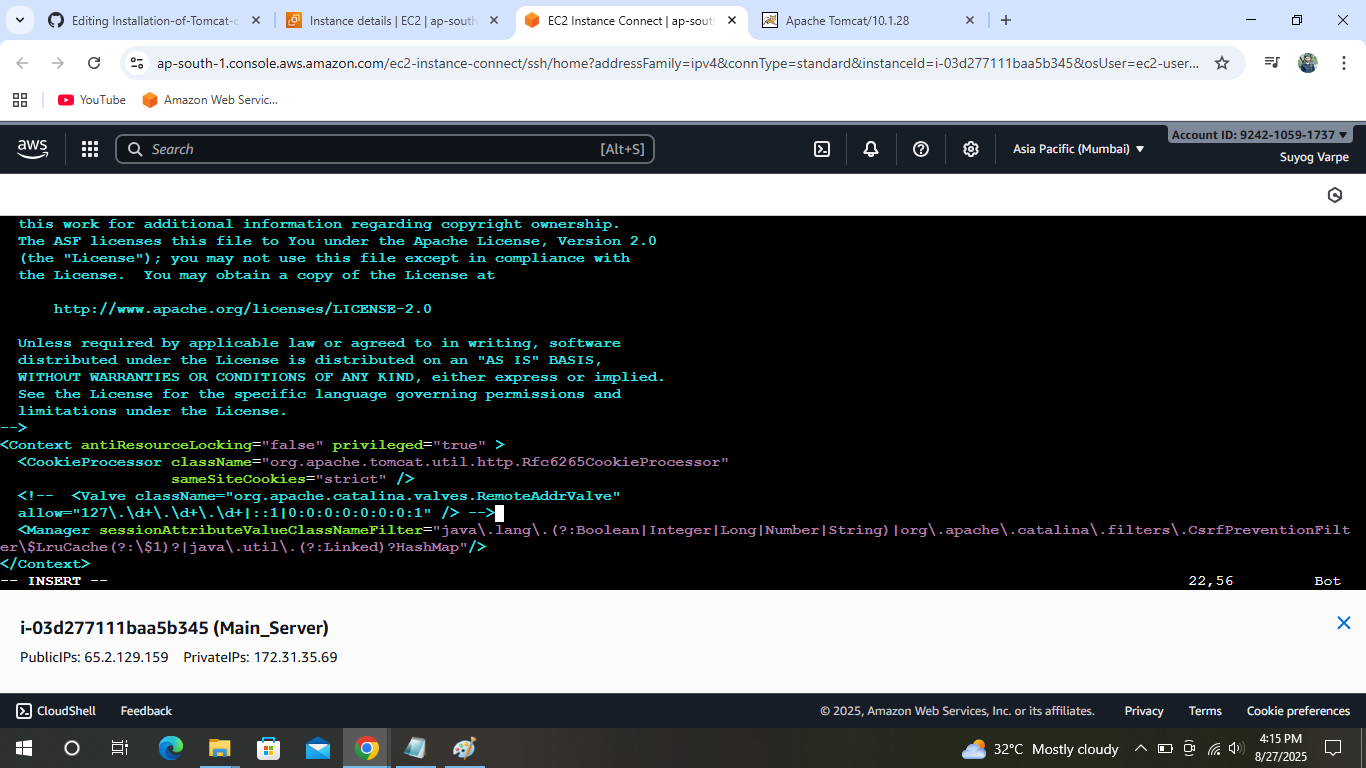 Editing Installation-of-Tomcat-c
Instance details | EC2 | ap-south
EC2 Instance Connect | ap-sout
Apache Tomcat/10.1.28
ap-south-1.console.aws.amazon.com/ec2-instance-connect/ssh/home?addressFamily=ipv4&connType=standard&instanceId=i-03d277111baa5b345&osUser=ec2-user...
YouTube
Amazon Web Servic...
aws
Search
[Alt+S]
Asia Pacific (Mumbai)
Account ID: 9242-1059-1737
Suyog Varpe
this work for additional information regarding copyright ownership.
The ASF licenses this file to You under the Apache License, Version 2.0
(the "License"); you may not use this file except in compliance with
the License.  You may obtain a copy of the License at
http://www.apache.org/licenses/LICENSE-2.0
Unless required by applicable law or agreed to in writing, software
distributed under the License is distributed on an "AS IS" BASIS,
WITHOUT WARRANTIES OR CONDITIONS OF ANY KIND, either express or implied.
See the License for the specific language governing permissions and
limitations under the License.
-->
<Context antiResourceLocking="false" privileged="true" >
<CookieProcessor className="org.apache.tomcat.util.http.Rfc6265CookieProcessor"
sameSiteCookies="strict" />
<!--  <Valve className="org.apache.catalina.valves.RemoteAddrValve"
allow="127\.\d+\.\d+\.\d+|::1|0:0:0:0:0:0:0:1" /> -->
<Manager sessionAttributeValueClassNameFilter="java\.lang\.(?:Boolean|Integer|Long|Number|String)|org\.apache\.catalina\.filters\.CsrfPreventionFilt
er\$LruCache(?:\$1)?|java\.util\.(?:Linked)?HashMap"/>
</Context>
-- INSERT --
22,56
Bot
i-03d277111baa5b345 (Main_Server)
PublicIPs: 65.2.129.159
PrivateIPs: 172.31.35.69
CloudShell
Feedback
© 2025, Amazon Web Services, Inc. or its affiliates.
Privacy
Terms
Cookie preferences
32°C
Mostly cloudy
4:15 PM
8/27/2025